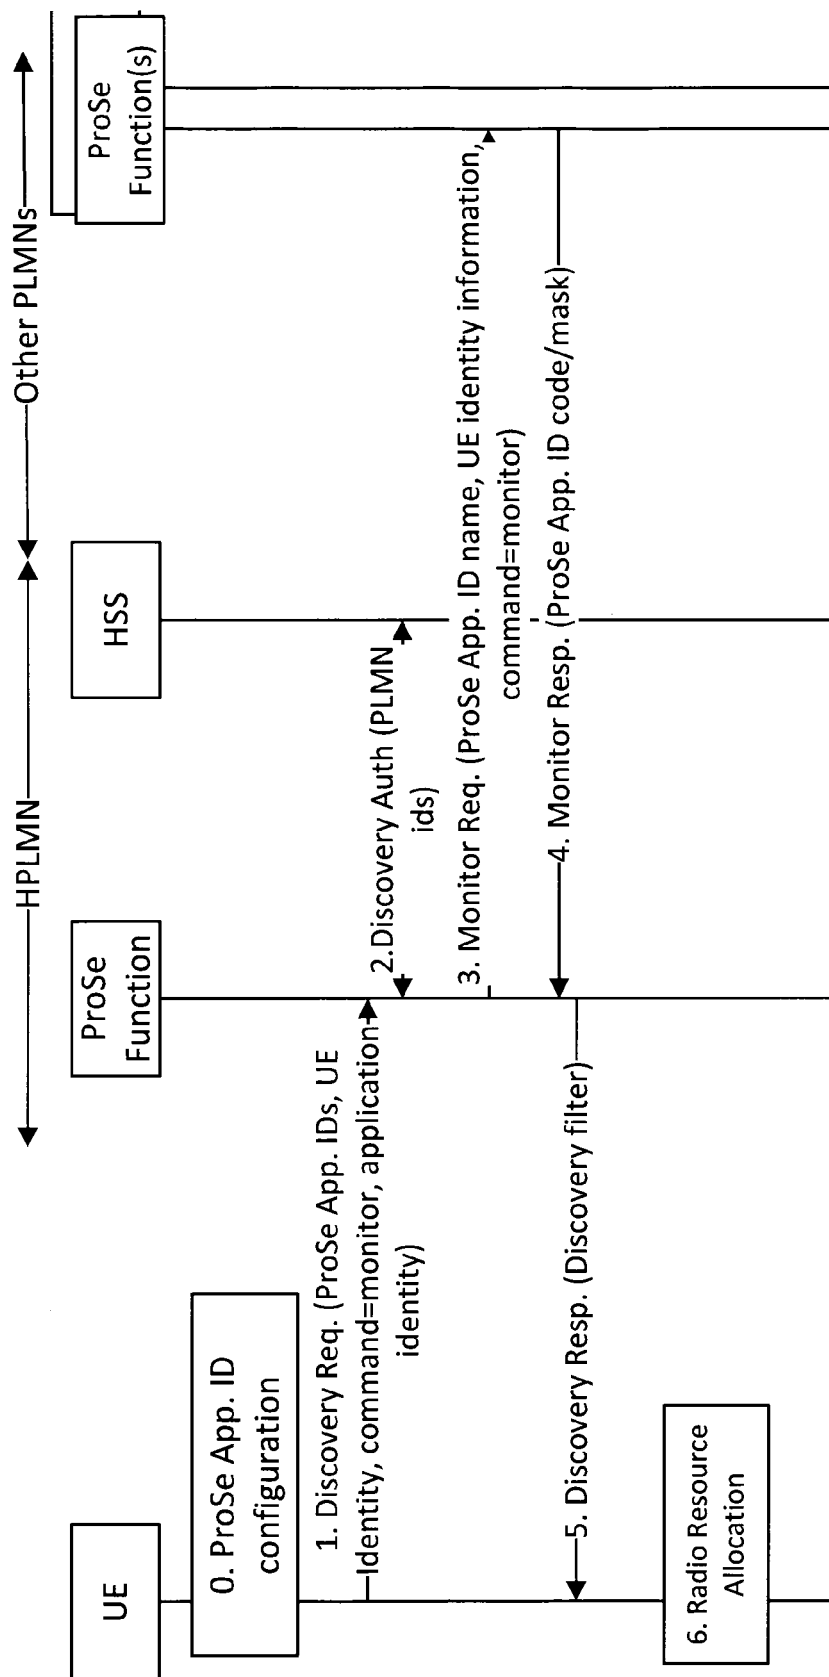 HPLMN
Other PLMNs
UE
ProSe
Function
HSS
ProSe
Function(s)
0. ProSe App. ID
configuration
1. Discovery Req. (ProSe App. IDs, UE
Identity, command=monitor, application
identity)
2.Discovery Auth (PLMN
ids)
3. Monitor Req. (ProSe App. ID name, UE identity information,
command=monitor)
4. Monitor Resp. (ProSe App. ID code/mask)
5. Discovery Resp. (Discovery filter)
6. Radio Resource
Allocation